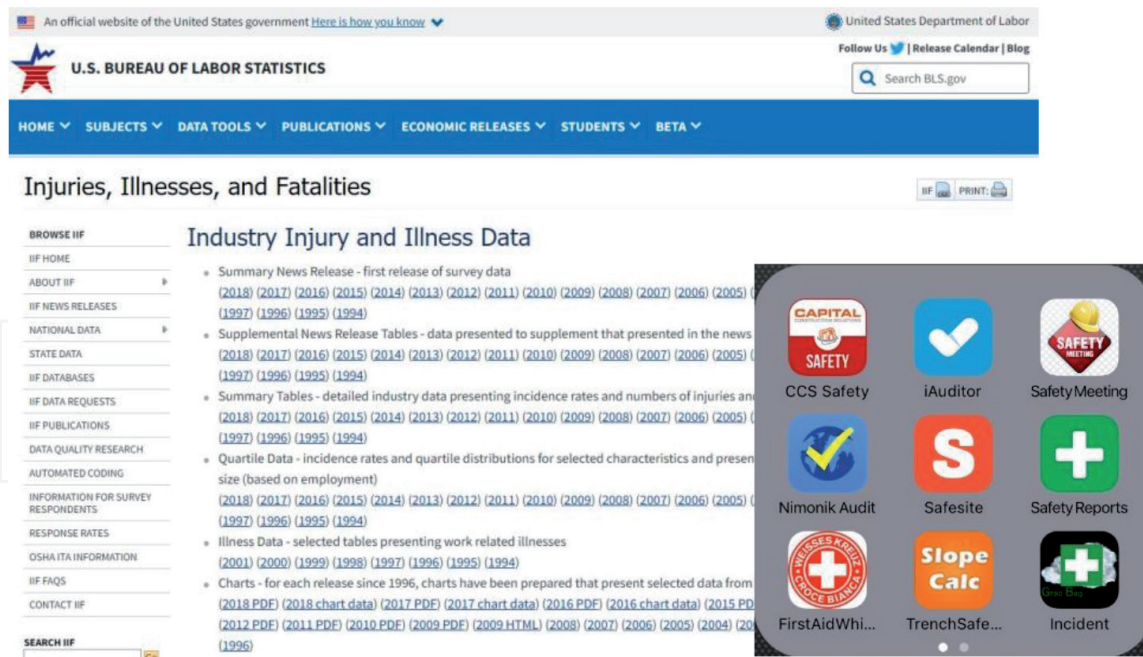 An official website of the United States government Here is how you know
United States Department of Labor
Follow Us | Release Calendar | Blog
U.S. BUREAU OF LABOR STATISTICS
Search BLS.gov
HOME SUBJECTS DATA TOOLS PUBLICATIONS ECONOMIC RELEASES STUDENTS BETA
Injuries, Illnesses, and Fatalities
IIF PRINT:
BROWSE IIF
IIF HOME
ABOUT IIF
IIF NEWS RELEASES
NATIONAL DATA
STATE DATA
IIF DATABASES
IIF DATA REQUESTS
IIF PUBLICATIONS
DATA QUALITY RESEARCH
AUTOMATED CODING
INFORMATION FOR SURVEY
RESPONDENTS
RESPONSE RATES
OSHA ITA INFORMATION
IIF FAQS
CONTACT IIF
SEARCH IIF
Go
Industry Injury and Illness Data
Summary News Release - first release of survey data
(2018) (2017) (2016) (2015) (2014) (2013) (2012) (2011) (2010) (2009) (2008) (2007) (2006) (2005) (
(1997) (1996) (1995) (1994)
Supplemental News Release Tables - data presented to supplement that presented in the news
(2018) (2017) (2016) (2015) (2014) (2013) (2012) (2011) (2010) (2009) (2008) (2007) (2006) (2005) (
(1997) (1996) (1995) (1994)
Summary Tables - detailed industry data presenting incidence rates and numbers of injuries an
(2018) (2017) (2016) (2015) (2014) (2013) (2012) (2011) (2010) (2009) (2008) (2007) (2006) (2005) (
(1997) (1996) (1995) (1994)
Quartile Data - incidence rates and quartile distributions for selected characteristics and presen
size (based on employment)
(2018) (2017) (2016) (2015) (2014) (2013) (2012) (2011) (2010) (2009) (2008) (2007) (2006) (2005) (
(1997) (1996) (1995) (1994)
Illness Data - selected tables presenting work related illnesses
(2001) (2000) (1999) (1998) (1997) (1996) (1995) (1994)
Charts - for each release since 1996, charts have been prepared that present selected data from
(2018 PDF) (2018 chart data) (2017 PDF) (2017 chart data) (2016 PDF) (2016 chart data) (2015 PD
(2012 PDF) (2011 PDF) (2010 PDF) (2009 PDF) (2009 HTML) (2008) (2007) (2006) (2005) (2004) (20
(1996)
CAPITAL
CONSTRUCTION SOLUTIONS
SAFETY
CCS Safety
iAuditor
SAFETY
MEETING
Safety Meeting
Nimonik Audit
S
Safesite
Safety Reports
WEISSES KREUZ
CROCE BIANCA
FirstAidWhi...
Slope
Calc
TrenchSafe...
Incident